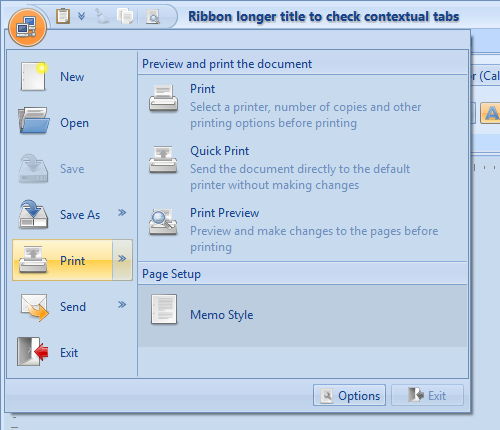 Ribbon longer title to check contextual tabs
r (Cal
A
New
Open
Save
Save As
Print
Send
Exit
Preview and print the document
Print
Select a printer, number of copies and other
printing options before printing
Quick Print
Send the document directly to the default
printer without making changes
Print Preview
Preview and make changes to the pages before
printing
Page Setup
Memo Style
Options
Exit